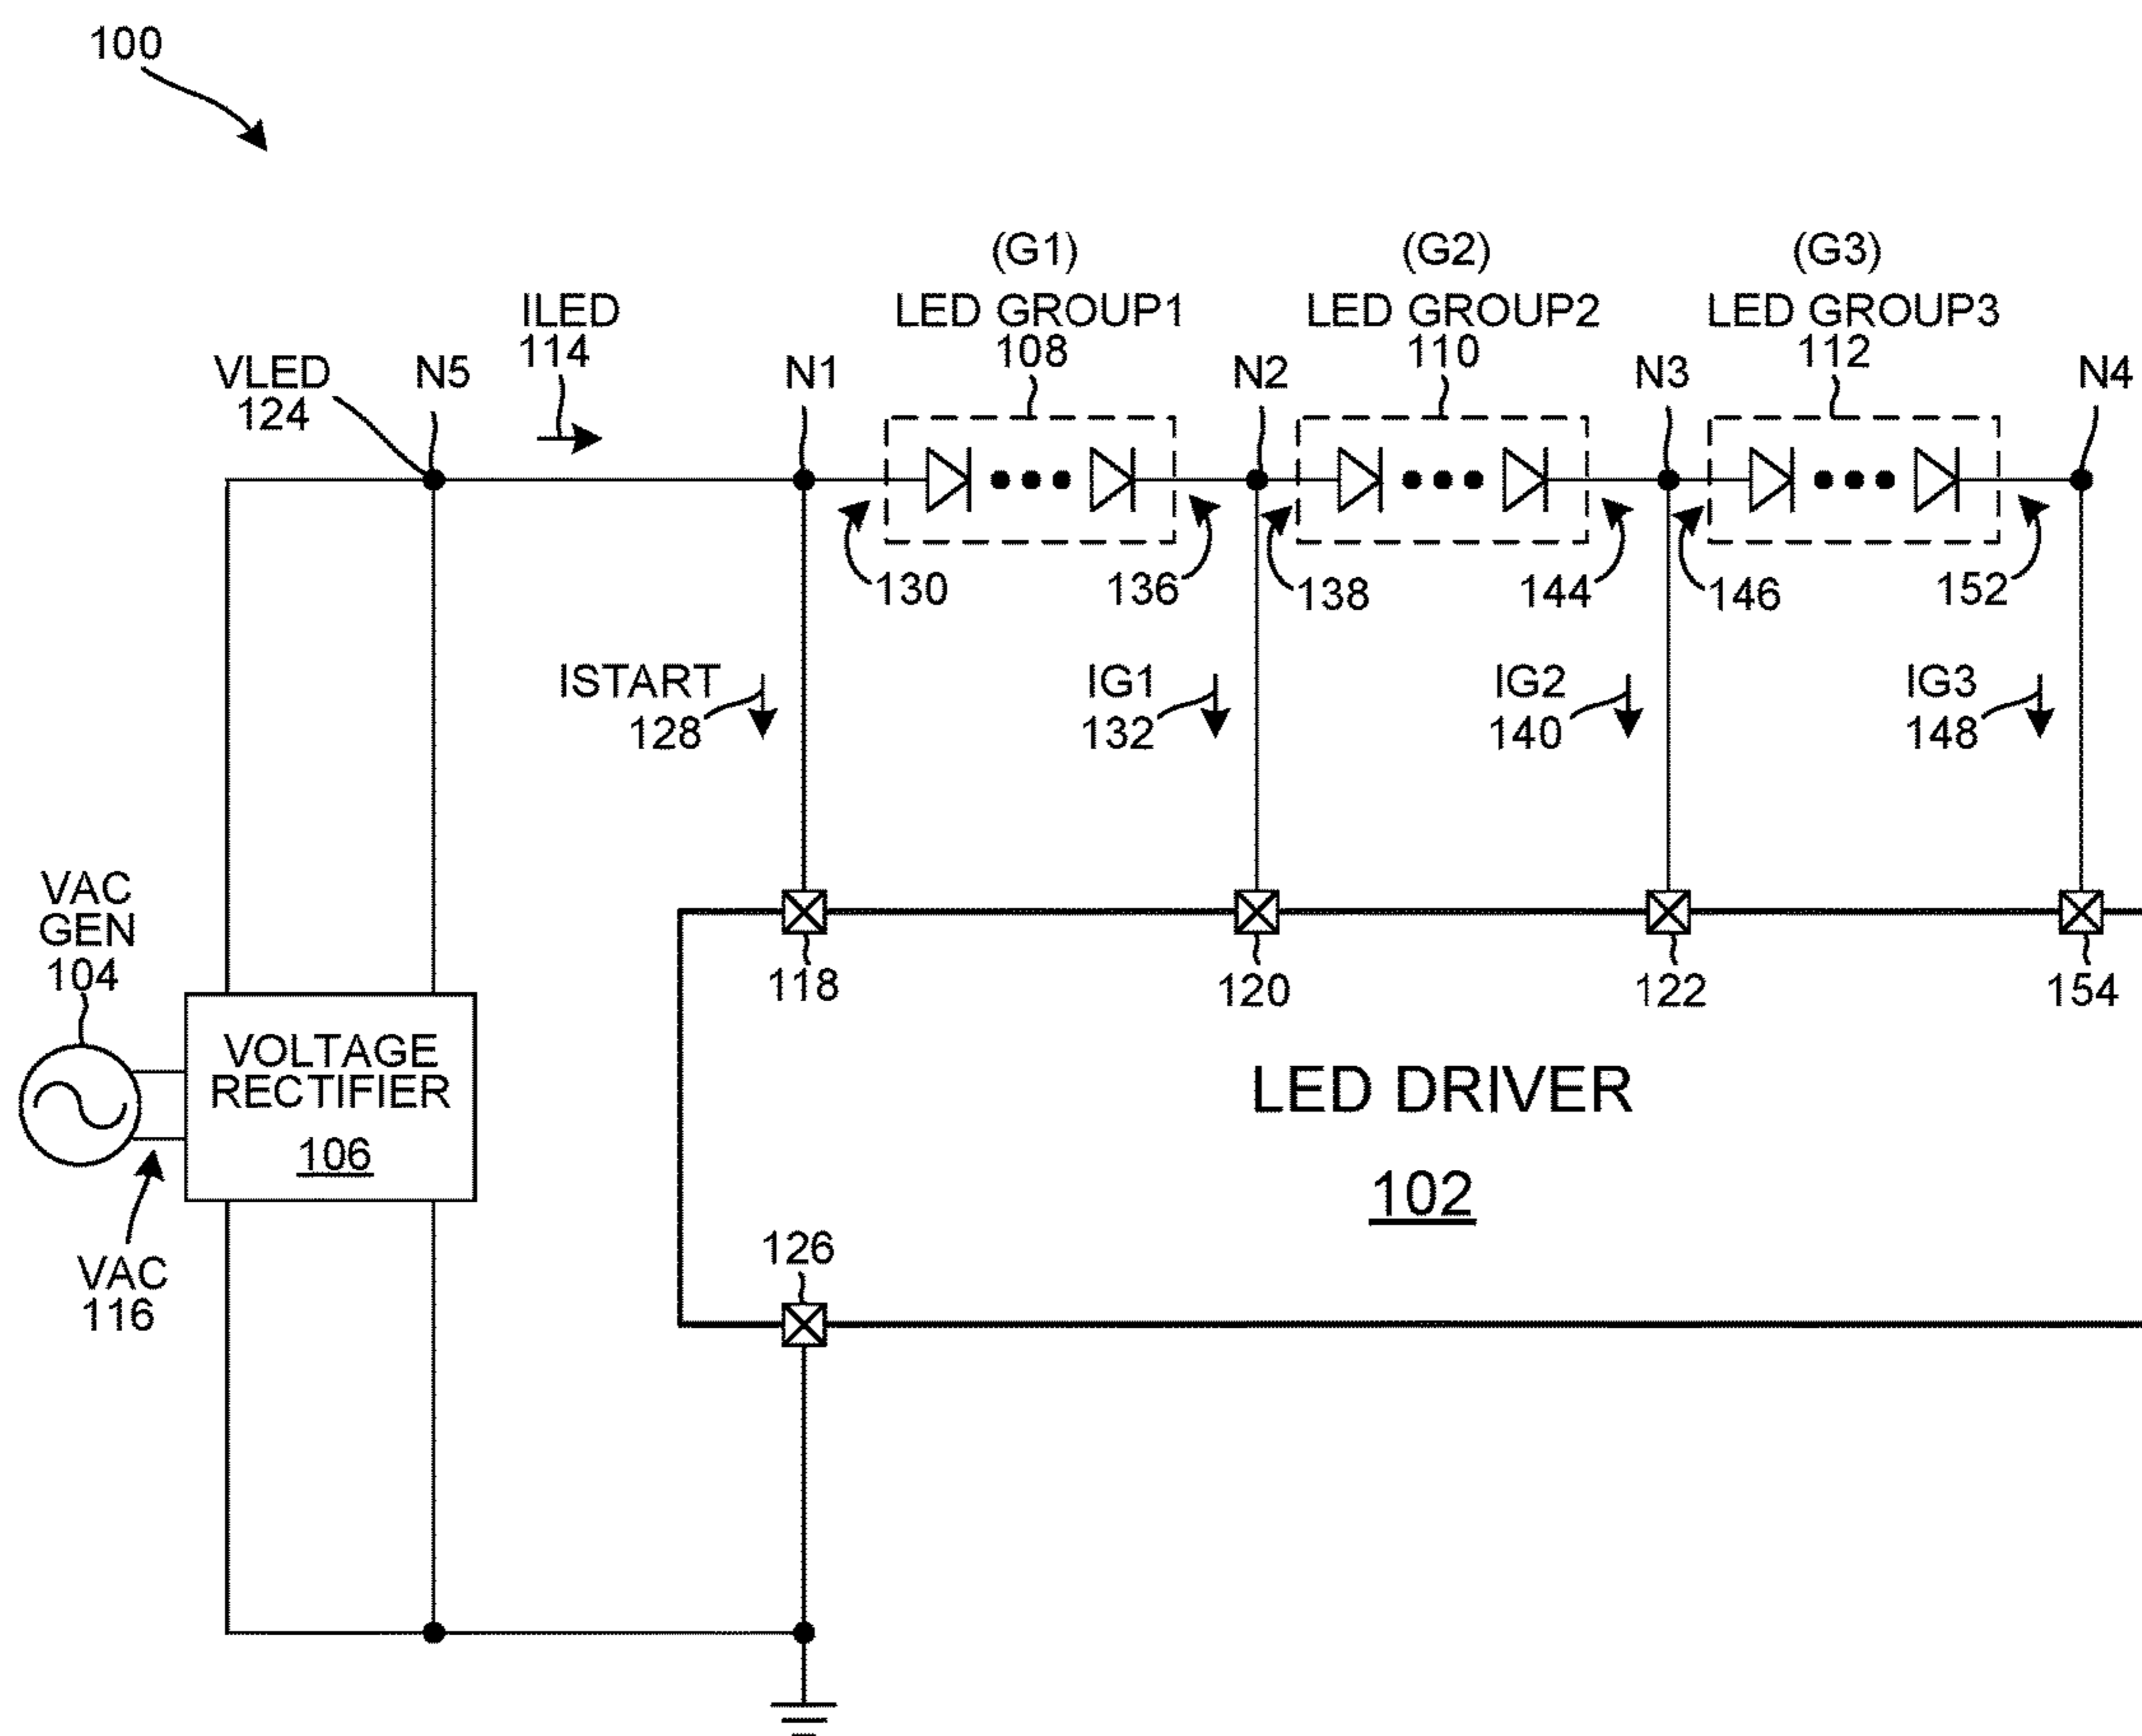 100
(G1)
LED GROUP1
108
(G2)
LED GROUP2
110
(G3)
LED GROUP3
112
ILED
114
VLED
124
N5
N1
N2
N3
N4
130
136
138
144
146
152
ISTART
128
IG1
132
IG2
140
IG3
148
VAC
GEN
104
118
120
122
154
VOLTAGE
RECTIFIER
106
LED DRIVER
102
VAC
116
126